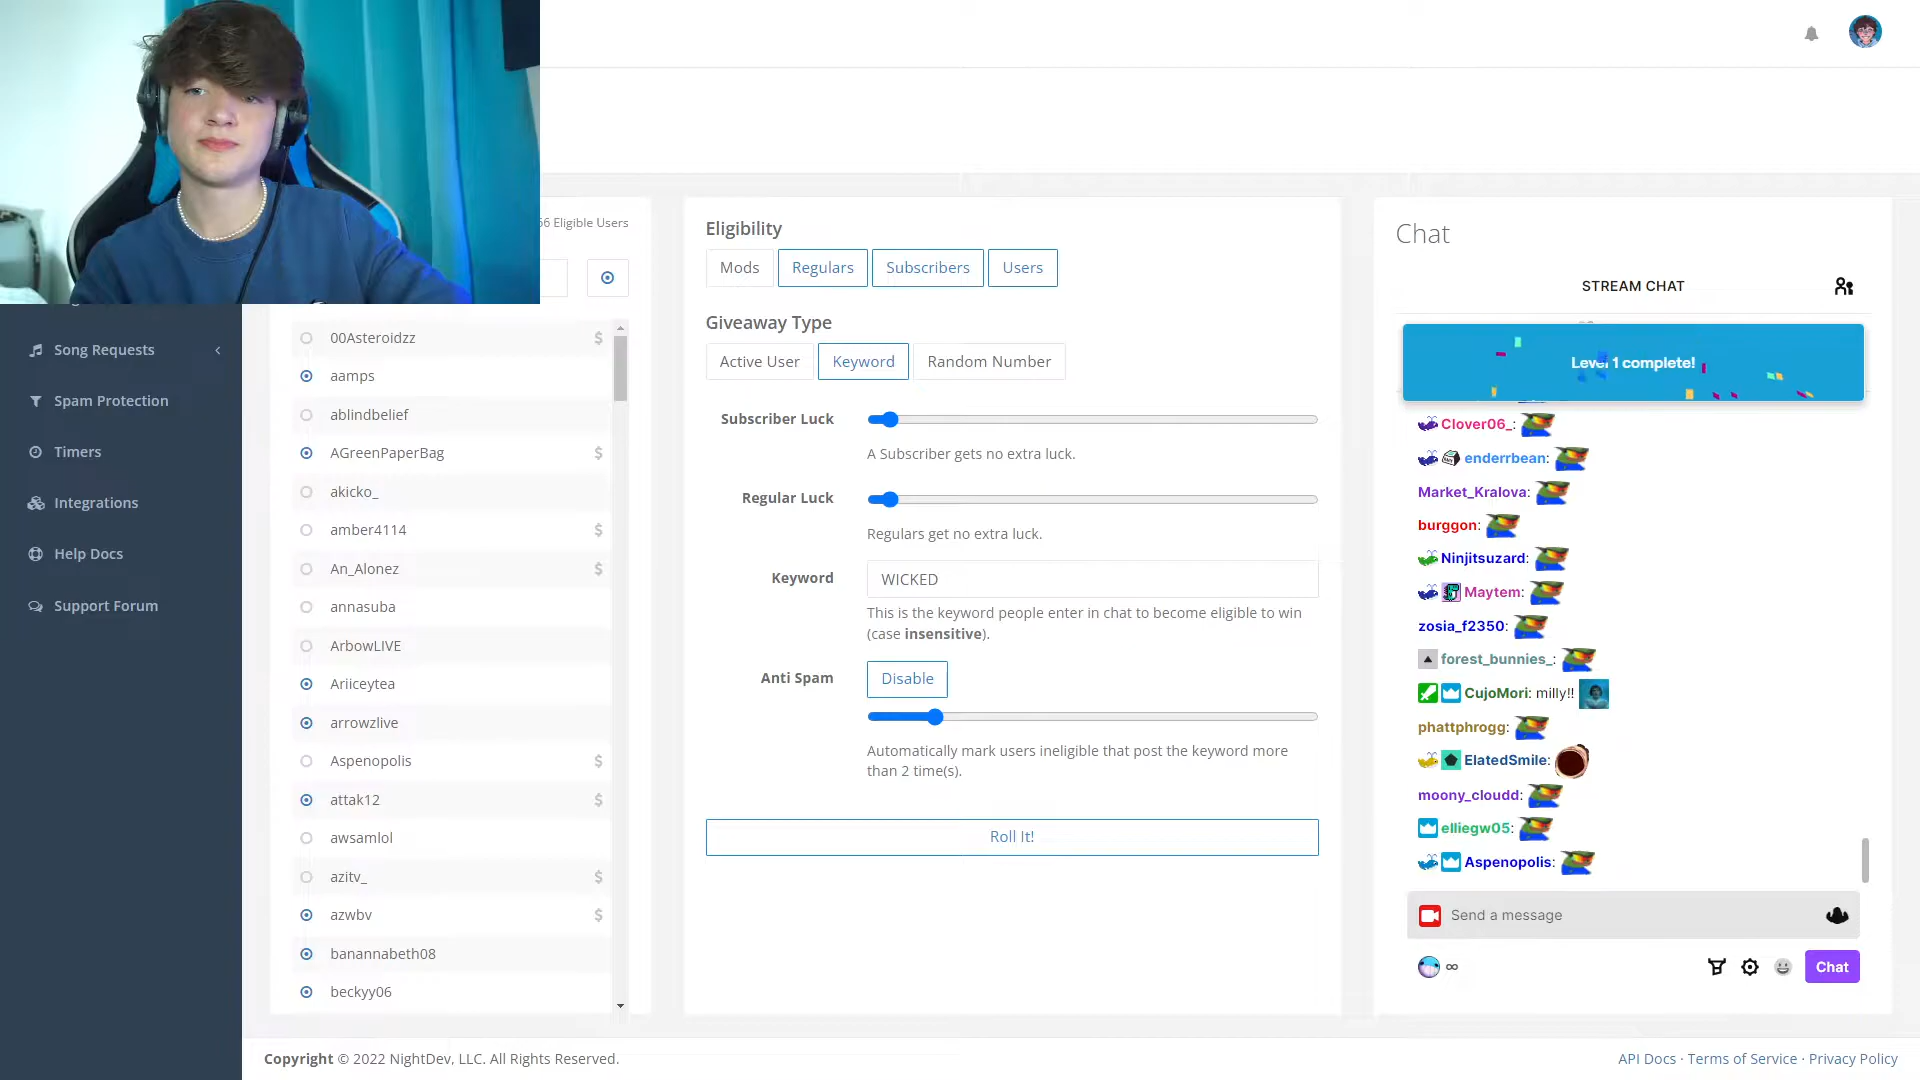 56 Eligible Users
Song Requests
Spam Protection
Timers
Integrations
Help Docs
Support Forum
00Asteroidzz $
aamps
ablindbelief
AGreenPaperBag $
akicko_
amber4114 $
An_Alonez $
annasuba
ArbowLIVE
Ariiceytea
arrowzlive
Aspenopolis $
attak12 $
awsamlol
azitv_ $
azwbv $
banannabeth08
beckyy06
Eligibility
Mods Regulars Subscribers Users
Giveaway Type
Active User Keyword Random Number
Subscriber Luck
A Subscriber gets no extra luck.
Regular Luck
Regulars get no extra luck.
Keyword WICKED
This is the keyword people enter in chat to become eligible to win
(case insensitive).
Anti Spam Disable
Automatically mark users ineligible that post the keyword more
than 2 time(s).
Roll It!
Chat
STREAM CHAT
Level 1 complete!
Clover06_:
enderrbean:
Market_Kralova:
burggon:
Ninjitsuzard:
Maytem:
zosia_f2350:
forest_bunnies_:
CujoMori: milly!!
phattphrogg:
ElatedSmile:
moony_cloudd:
elliegw05:
Aspenopolis:
Send a message
∞
Chat
Copyright © 2022 NightDev, LLC. All Rights Reserved.
API Docs · Terms of Service · Privacy Policy